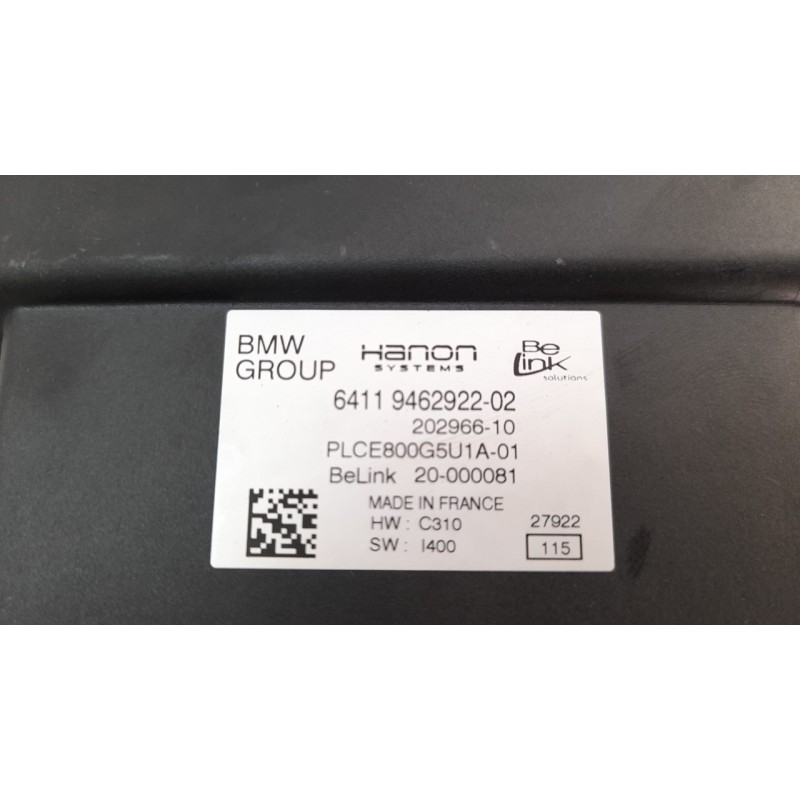 BMW
GROUP
Hanon
SYSTEMS
Be
Link
solutions
6411 9462922-02
202966-10
PLCE800G5U1A-01
BeLink 20-000081
MADE IN FRANCE
HW : C310
SW : I400
27922
115